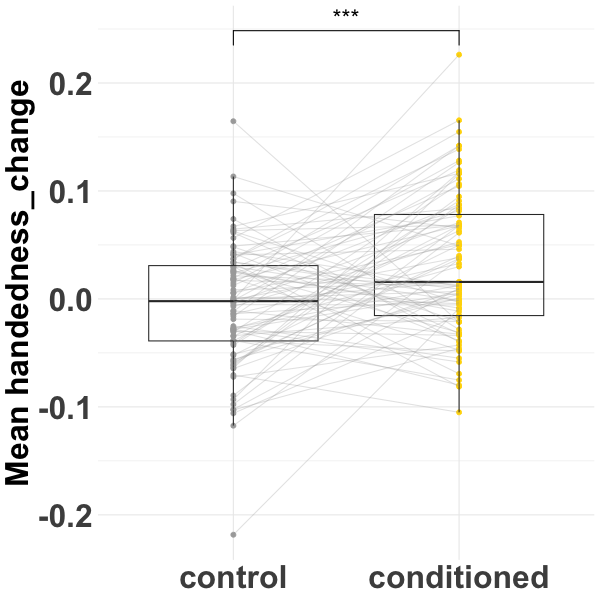 ***
Mean handedness_change
0.2
0.1
0.0
-0.1
-0.2
control
conditioned